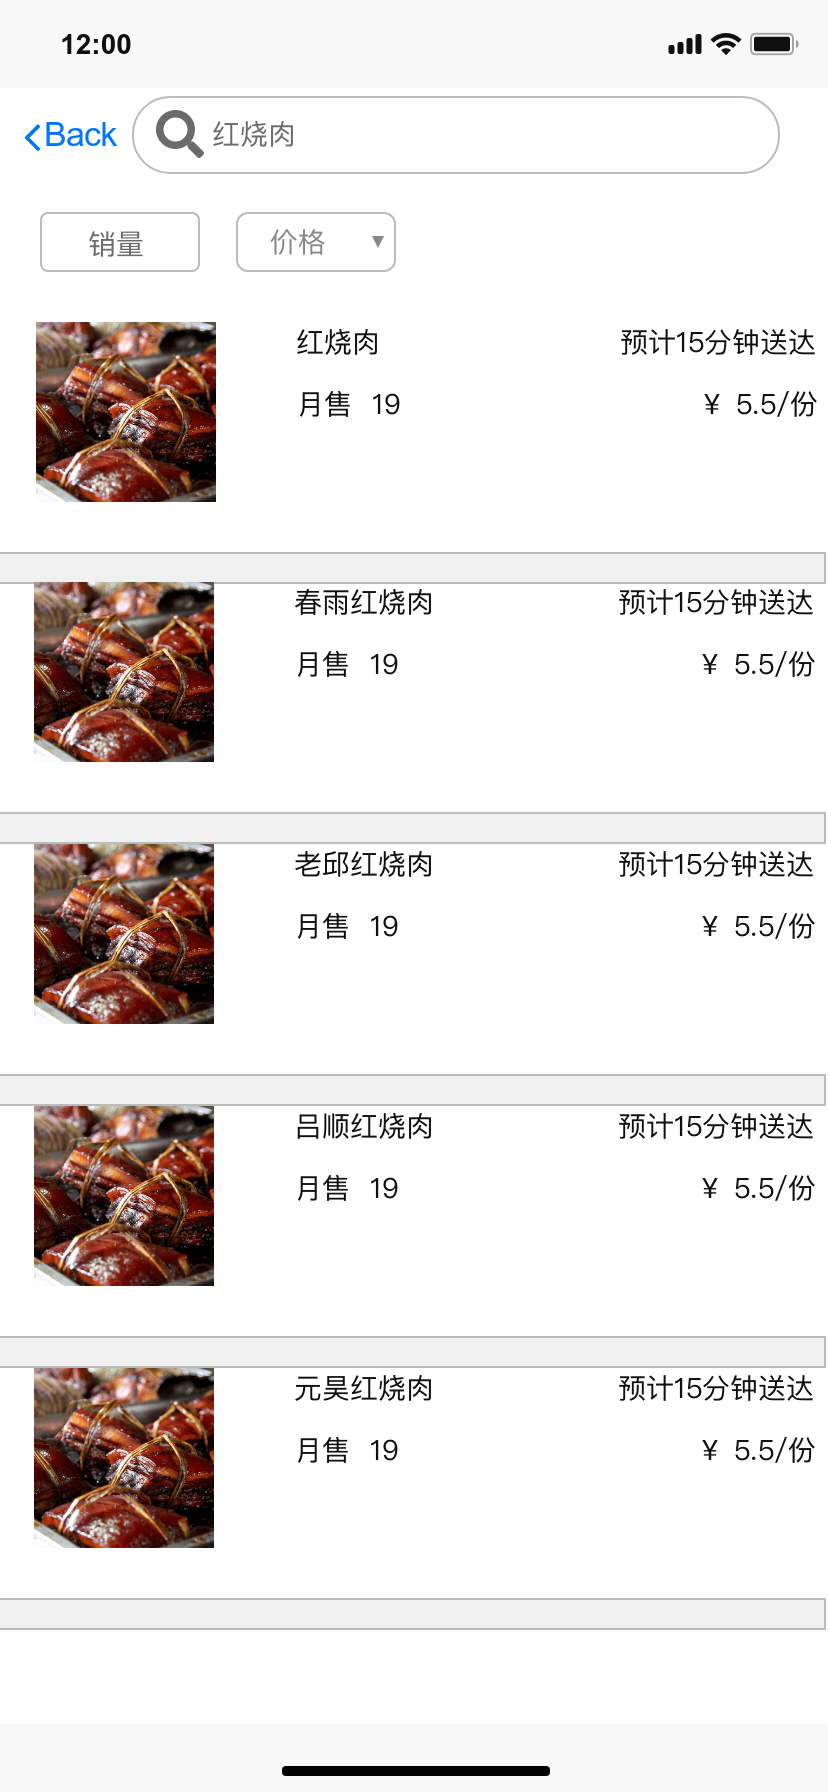 12:00
Back
红烧肉
销量
价格 ▼
红烧肉 预计15分钟送达
月售 19 ¥ 5.5/份
春雨红烧肉 预计15分钟送达
月售 19 ¥ 5.5/份
老邱红烧肉 预计15分钟送达
月售 19 ¥ 5.5/份
吕顺红烧肉 预计15分钟送达
月售 19 ¥ 5.5/份
元昊红烧肉 预计15分钟送达
月售 19 ¥ 5.5/份